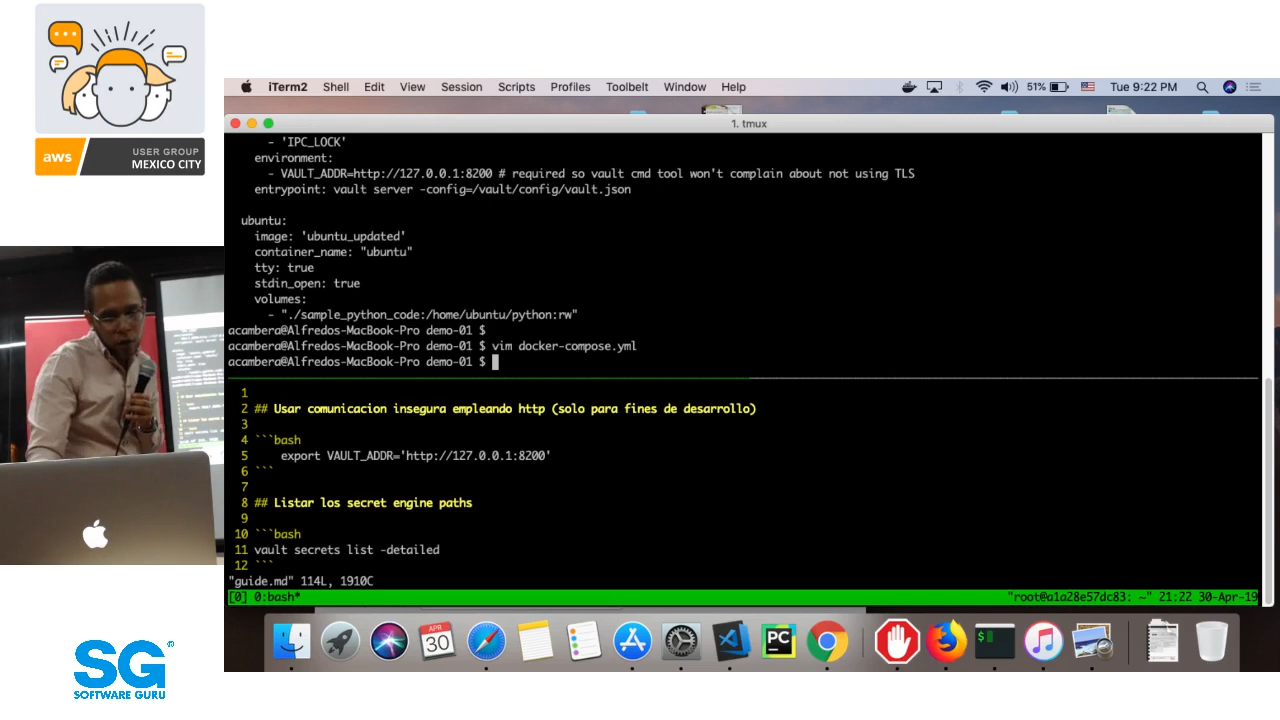 aws
USER GROUP
MEXICO CITY
iTerm2 Shell Edit View Session Scripts Profiles Toolbelt Window Help 51% Tue 9:22 PM
1. tmux
- 'IPC_LOCK'
environment:
- VAULT_ADDR=http://127.0.0.1:8200 # required so vault cmd tool won't complain about not using TLS
entrypoint: vault server -config=/vault/config/vault.json
ubuntu:
image: 'ubuntu_updated'
container_name: "ubuntu"
tty: true
stdin_open: true
volumes:
- "./sample_python_code:/home/ubuntu/python:rw"
acambera@Alfredos-MacBook-Pro demo-01 $
acambera@Alfredos-MacBook-Pro demo-01 $ vim docker-compose.yml
acambera@Alfredos-MacBook-Pro demo-01 $
1
2 ## Usar comunicacion insegura empleando http (solo para fines de desarrollo)
3
4 ```bash
5 export VAULT_ADDR='http://127.0.0.1:8200'
6 ```
7
8 ## Listar los secret engine paths
9
10 ```bash
11 vault secrets list -detailed
12 ```
"guide.md" 114L, 1910C
[0] 0:bash* "root@a1a28e57dc83: ~" 21:22 30-Apr-19
APR
30
PC
$
SG®
SOFTWARE GURU